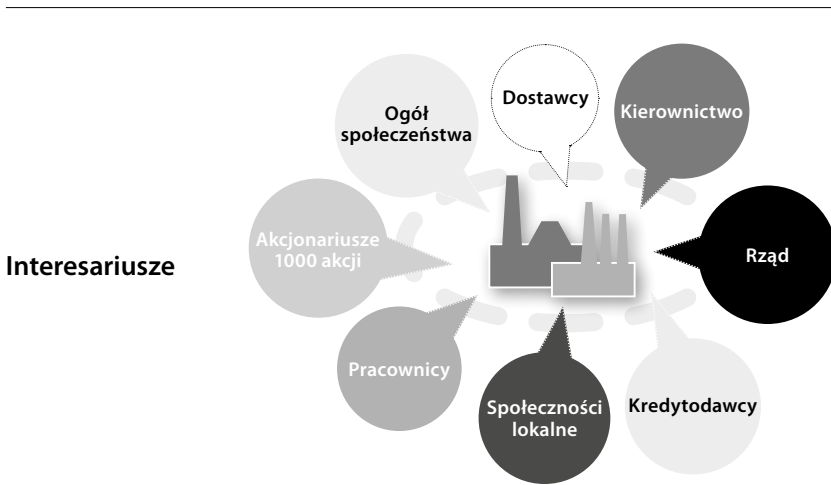 Interesariusze
Ogół
społeczeństwa
Dostawcy
Kierownictwo
Akcjonariusze
1000 akcji
Rząd
Pracownicy
Społeczności
lokalne
Kredytodawcy